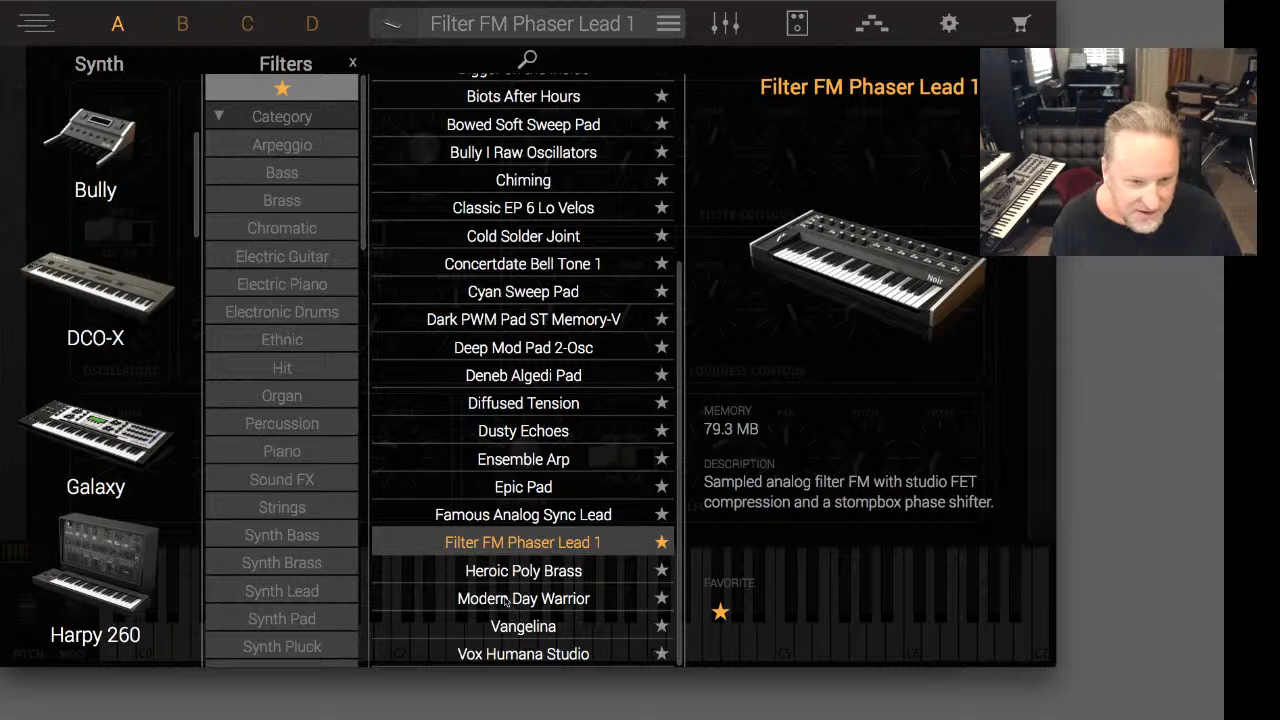 A
B
C
D
Filter FM Phaser Lead 1
Synth
Filters
x
Bully
DCO-X
Galaxy
Harpy 260
Category
Arpeggio
Bass
Brass
Chromatic
Electric Guitar
Electric Piano
Electronic Drums
Ethnic
Hit
Organ
Percussion
Piano
Sound FX
Strings
Synth Bass
Synth Brass
Synth Lead
Synth Pad
Synth Pluck
Biots After Hours
Bowed Soft Sweep Pad
Bully I Raw Oscillators
Chiming
Classic EP 6 Lo Velos
Cold Solder Joint
Concertdate Bell Tone 1
Cyan Sweep Pad
Dark PWM Pad ST Memory-V
Deep Mod Pad 2-Osc
Deneb Algedi Pad
Diffused Tension
Dusty Echoes
Ensemble Arp
Epic Pad
Famous Analog Sync Lead
Filter FM Phaser Lead 1
Heroic Poly Brass
Modern Day Warrior
Vangelina
Vox Humana Studio
Filter FM Phaser Lead 1
Noir
MEMORY
79.3 MB
DESCRIPTION
Sampled analog filter FM with studio FET
compression and a stompbox phase shifter.
FAVORITE
C2
C5
C6
C7